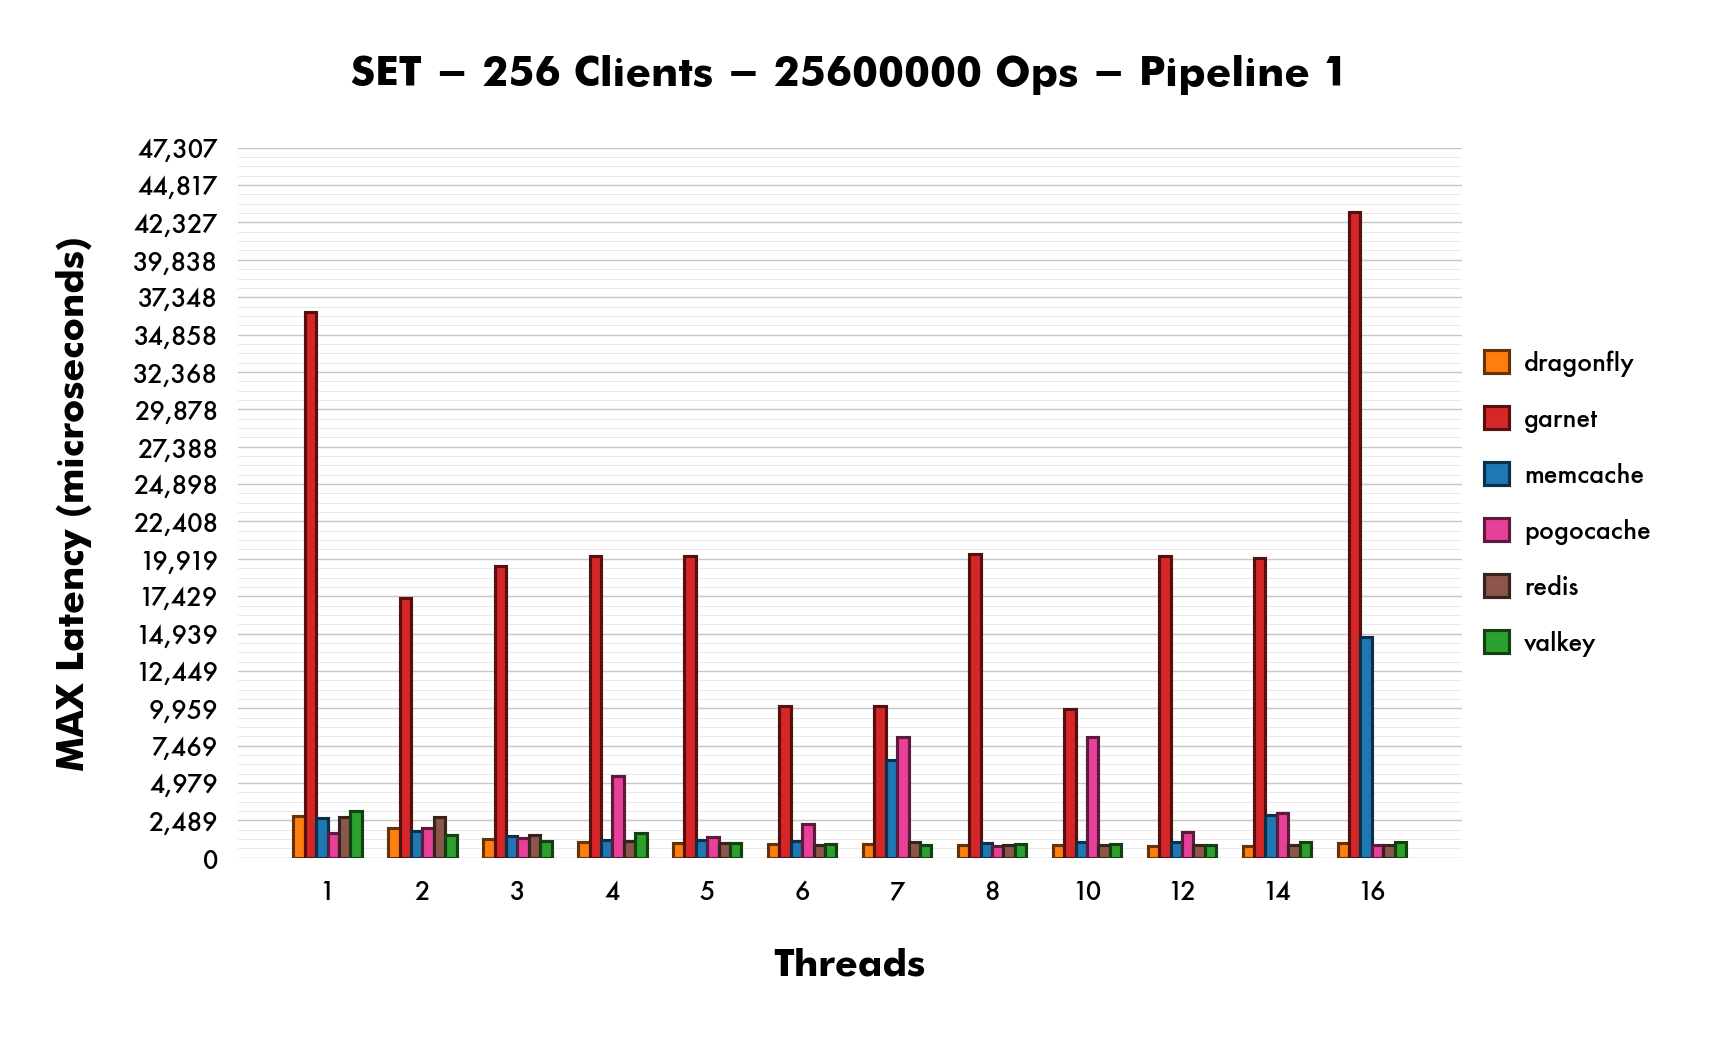 SET – 256 Clients – 25600000 Ops – Pipeline 1
MAX Latency (microseconds)
47,307
44,817
42,327
39,838
37,348
34,858
32,368
29,878
27,388
24,898
22,408
19,919
17,429
14,939
12,449
9,959
7,469
4,979
2,489
0
1 2 3 4 5 6 7 8 10 12 14 16
Threads
dragonfly
garnet
memcache
pogocache
redis
valkey